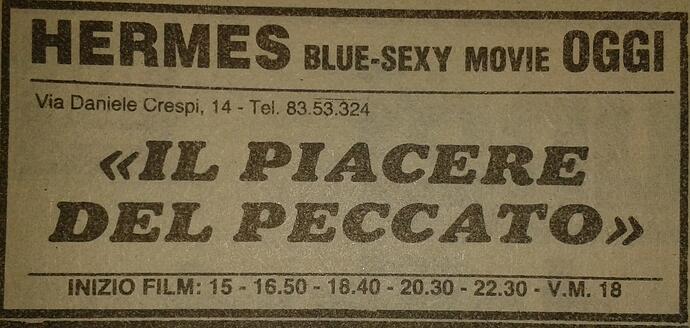 HERMES BLUE-SEXY MOVIE OGGI
Via Daniele Crespi, 14 - Tel. 83.53.324
«IL PIACERE
DEL PECCATO»
INIZIO FILM: 15 - 16.50 - 18.40 - 20.30 - 22.30 - V.M. 18